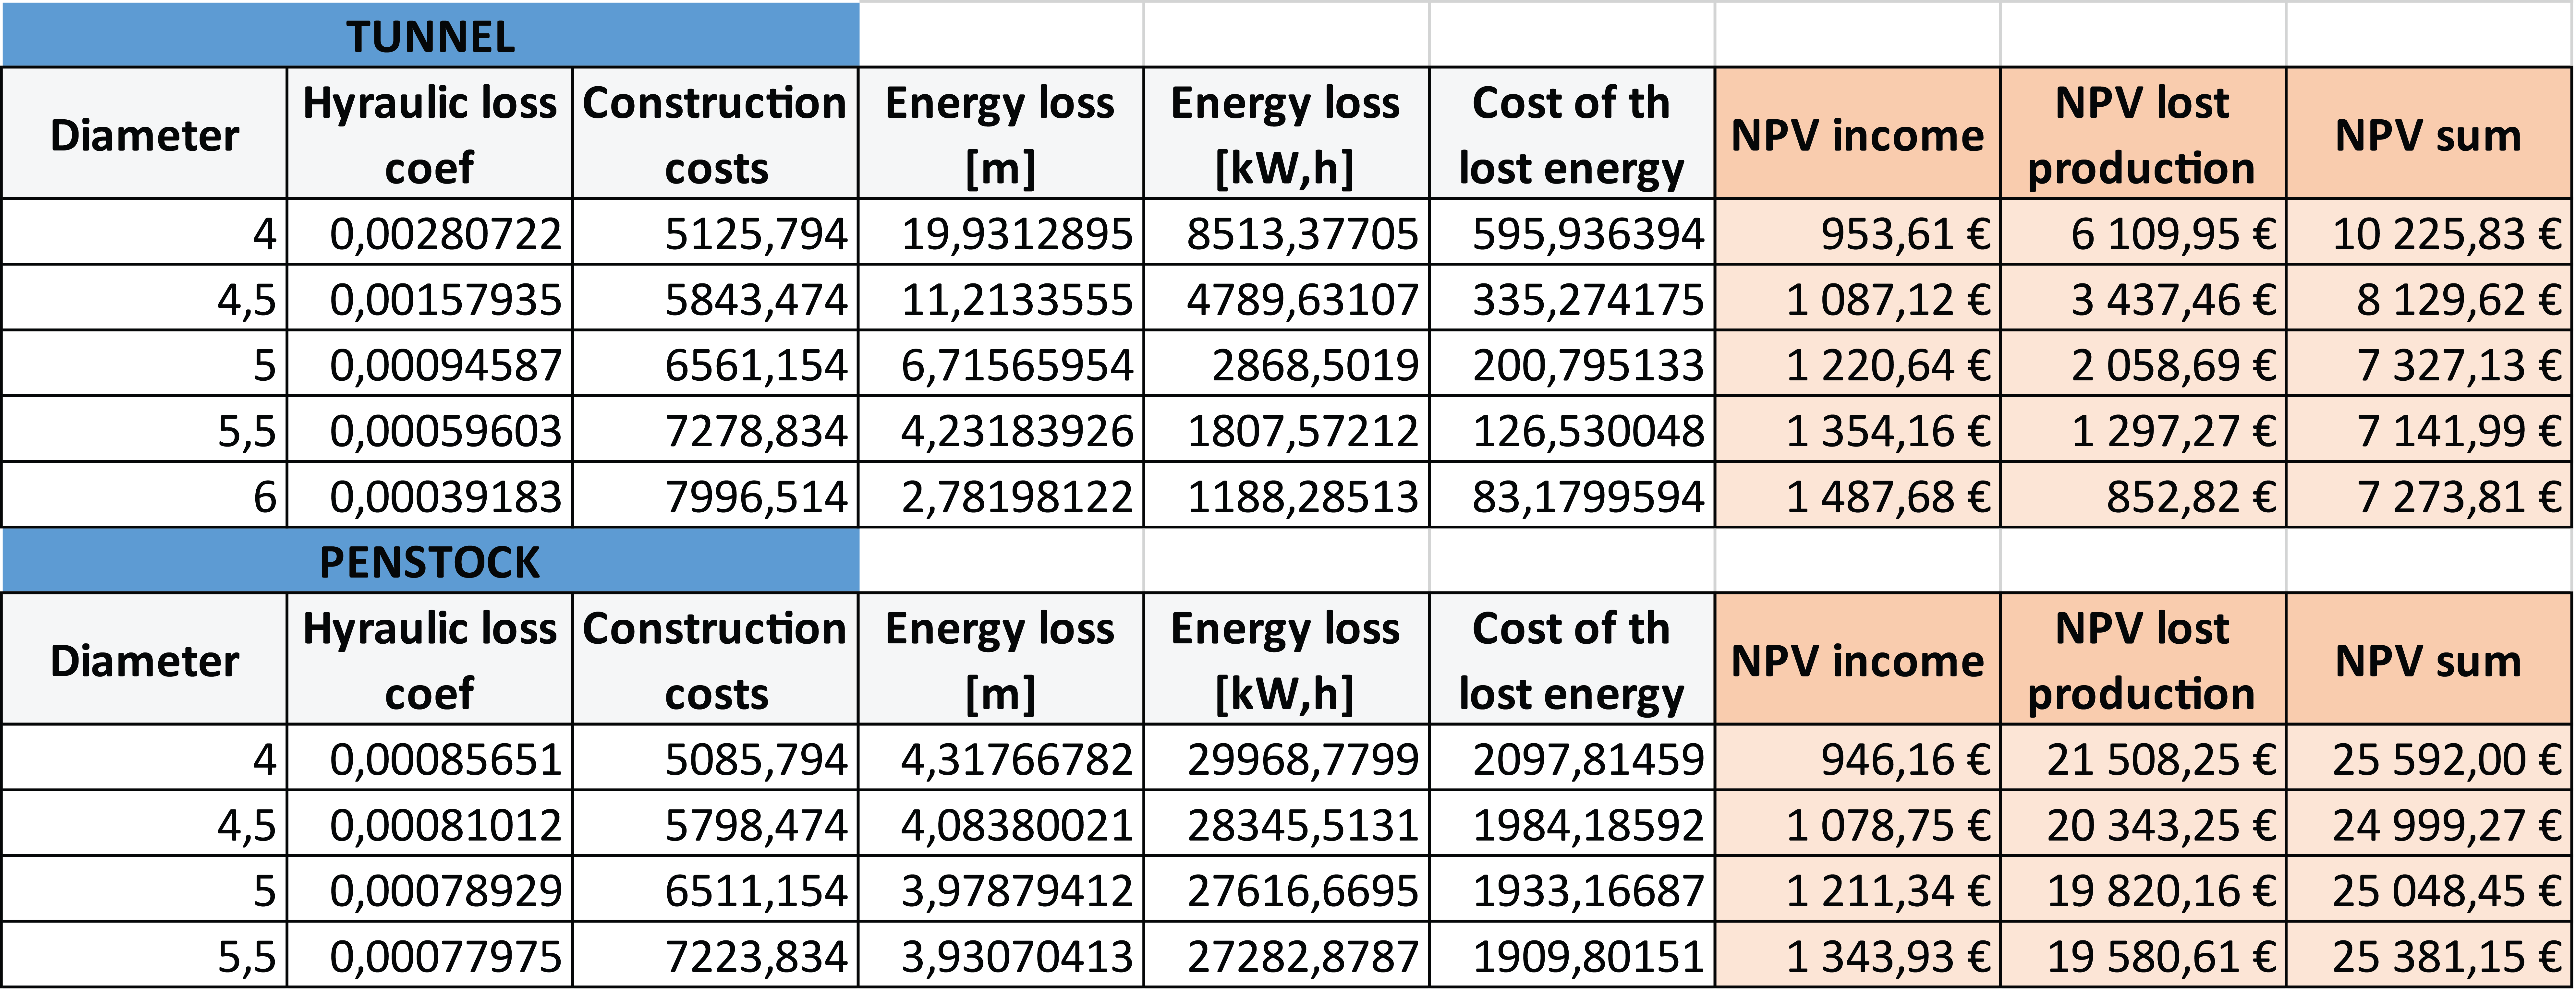 TUNNEL
Diameter Hyraulic loss coef Construction costs Energy loss [m] Energy loss [kW,h] Cost of th lost energy NPV income NPV lost production NPV sum
4 0,00280722 5125,794 19,9312895 8513,37705 595,936394 953,61 € 6 109,95 € 10 225,83 €
4,5 0,00157935 5843,474 11,2133555 4789,63107 335,274175 1 087,12 € 3 437,46 € 8 129,62 €
5 0,00094587 6561,154 6,71565954 2868,5019 200,795133 1 220,64 € 2 058,69 € 7 327,13 €
5,5 0,00059603 7278,834 4,23183926 1807,57212 126,530048 1 354,16 € 1 297,27 € 7 141,99 €
6 0,00039183 7996,514 2,78198122 1188,28513 83,1799594 1 487,68 € 852,82 € 7 273,81 €
PENSTOCK
Diameter Hyraulic loss coef Construction costs Energy loss [m] Energy loss [kW,h] Cost of th lost energy NPV income NPV lost production NPV sum
4 0,00085651 5085,794 4,31766782 29968,7799 2097,81459 946,16 € 21 508,25 € 25 592,00 €
4,5 0,00081012 5798,474 4,08380021 28345,5131 1984,18592 1 078,75 € 20 343,25 € 24 999,27 €
5 0,00078929 6511,154 3,97879412 27616,6695 1933,16687 1 211,34 € 19 820,16 € 25 048,45 €
5,5 0,00077975 7223,834 3,93070413 27282,8787 1909,80151 1 343,93 € 19 580,61 € 25 381,15 €